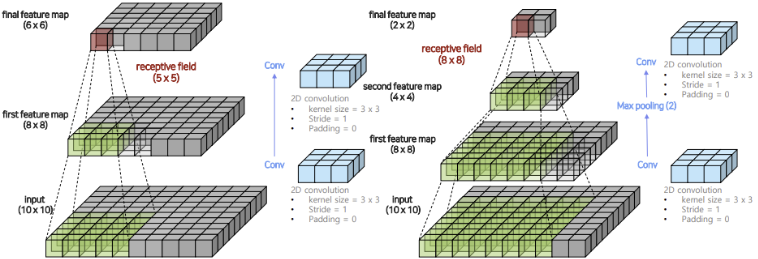 final feature map
(6 x 6)
receptive field
(5 x 5)
first feature map
(8 x 8)
input
(10 x 10)
Conv
2D convolution
• kernel size = 3 x 3
• Stride = 1
• Padding = 0
Conv
2D convolution
• kernel size = 3 x 3
• Stride = 1
• Padding = 0
final feature map
(2 x 2)
receptive field
(8 x 8)
second feature map
(4 x 4)
first feature map
(8 x 8)
input
(10 x 10)
Conv
2D convolution
• kernel size = 3 x 3
• Stride = 1
• Padding = 0
Max pooling (2)
Conv
2D convolution
• kernel size = 3 x 3
• Stride = 1
• Padding = 0